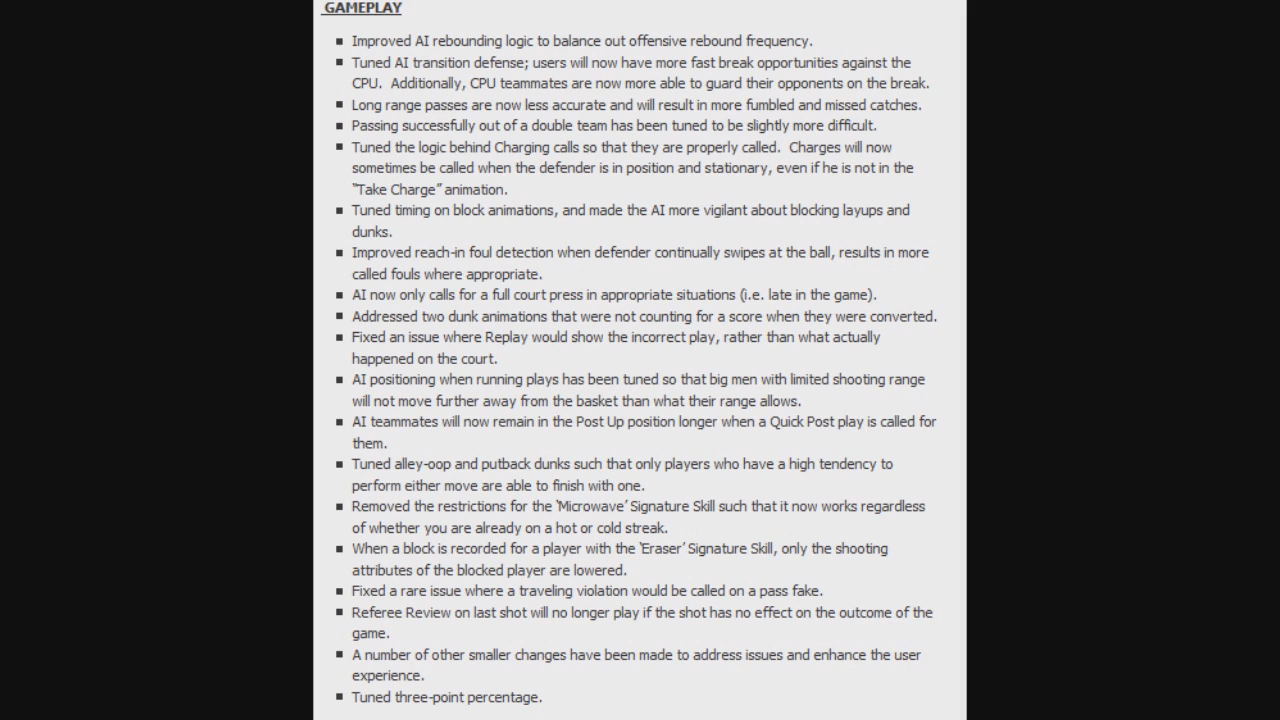 GAMEPLAY
Improved AI rebounding logic to balance out offensive rebound frequency.
Tuned AI transition defense; users will now have more fast break opportunities against the
CPU.  Additionally, CPU teammates are now more able to guard their opponents on the break.
Long range passes are now less accurate and will result in more fumbled and missed catches.
Passing successfully out of a double team has been tuned to be slightly more difficult.
Tuned the logic behind Charging calls so that they are properly called.  Charges will now
sometimes be called when the defender is in position and stationary, even if he is not in the
“Take Charge” animation.
Tuned timing on block animations, and made the AI more vigilant about blocking layups and
dunks.
Improved reach-in foul detection when defender continually swipes at the ball, results in more
called fouls where appropriate.
AI now only calls for a full court press in appropriate situations (i.e. late in the game).
Addressed two dunk animations that were not counting for a score when they were converted.
Fixed an issue where Replay would show the incorrect play, rather than what actually
happened on the court.
AI positioning when running plays has been tuned so that big men with limited shooting range
will not move further away from the basket than what their range allows.
AI teammates will now remain in the Post Up position longer when a Quick Post play is called for
them.
Tuned alley-oop and putback dunks such that only players who have a high tendency to
perform either move are able to finish with one.
Removed the restrictions for the ‘Microwave’ Signature Skill such that it now works regardless
of whether you are already on a hot or cold streak.
When a block is recorded for a player with the ‘Eraser’ Signature Skill, only the shooting
attributes of the blocked player are lowered.
Fixed a rare issue where a traveling violation would be called on a pass fake.
Referee Review on last shot will no longer play if the shot has no effect on the outcome of the
game.
A number of other smaller changes have been made to address issues and enhance the user
experience.
Tuned three-point percentage.